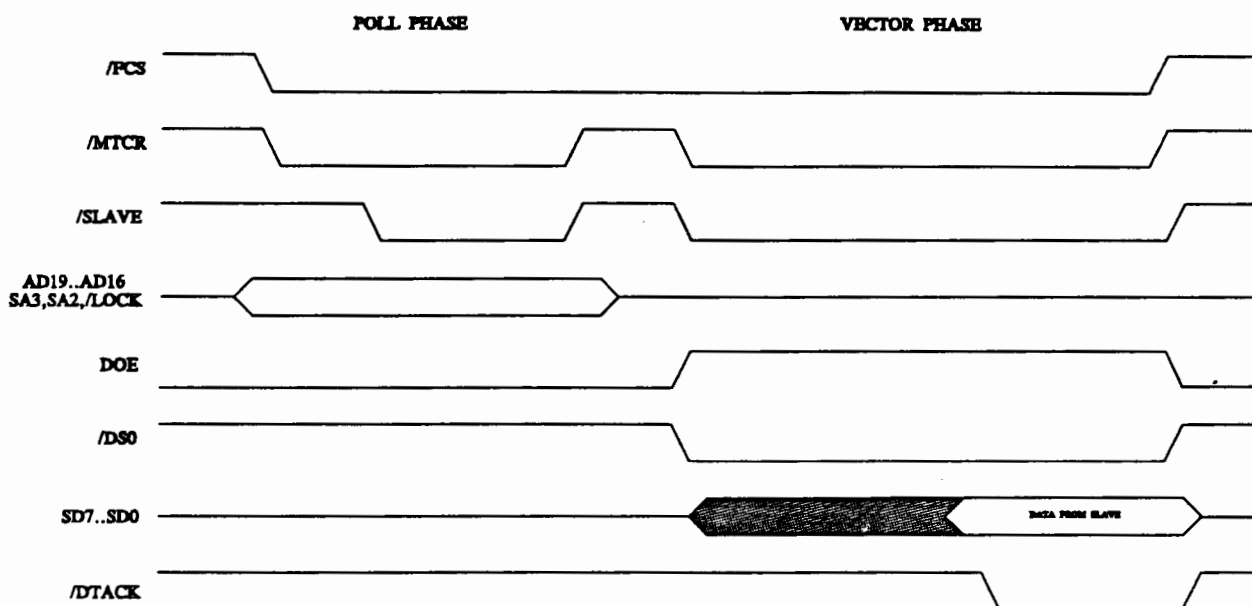 POLL PHASE
VECTOR PHASE
/FCS
/MTCR
/SLAVE
AD19..AD16
SA3,SA2,/LOCK
DOE
/DS0
SD7..SD0
DATA FROM SLAVE
/DTACK